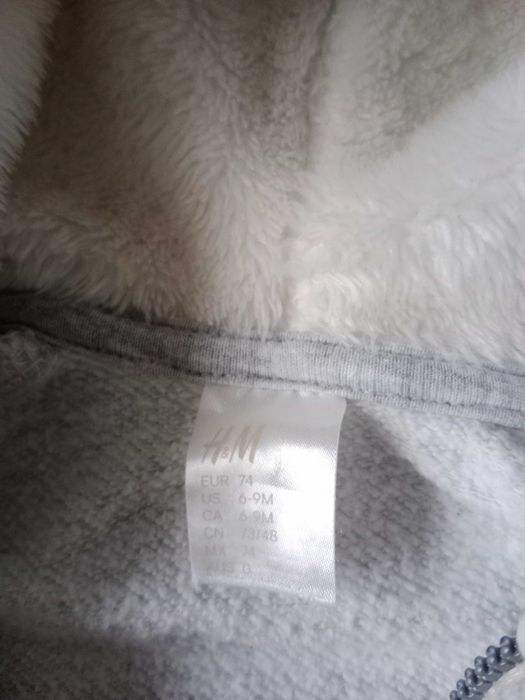 H&M
EUR 74
US 6-9M
CA 6-9M
CN 73/48
MX 74
AUS 0